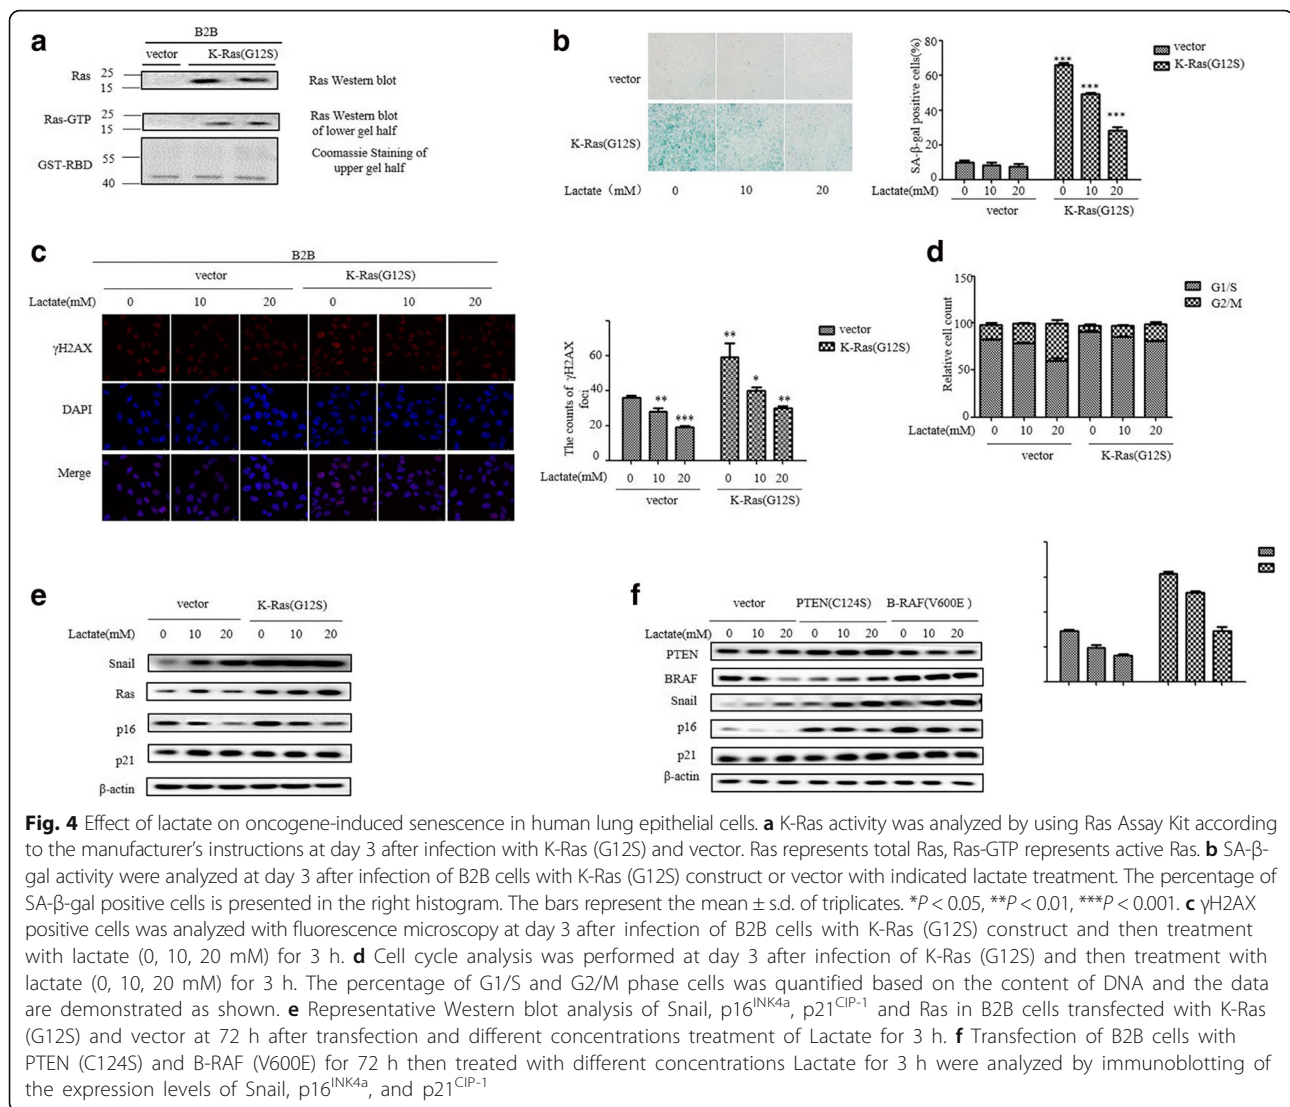 a
B2B
vector K-Ras(G12S)
Ras 25
15
Ras Western blot
Ras-GTP 25
15
Ras Western blot
of lower gel half
GST-RBD 55
40
Coomassie Staining of
upper gel half
b
vector
K-Ras(G12S)
Lactate (mM) 0 10 20
SA-β-gal positive cells(%)
80
60
40
20
0
*** *** ***
vector
K-Ras(G12S)
Lactate(mM) 0 10 20 0 10 20
vector K-Ras(G12S)
c
B2B
vector K-Ras(G12S)
Lactate(mM) 0 10 20 0 10 20
γH2AX
DAPI
Merge
The counts of γH2AX
foci
60
40
20
0
** *** ** * **
vector
K-Ras(G12S)
Lactate(mM) 0 10 20 0 10 20
vector K-Ras(G12S)
d
Relative cell count
150
100
50
0
G1/S
G2/M
Lactate(mM) 0 10 20 0 10 20
vector K-Ras(G12S)
e
vector K-Ras(G12S)
Lactate(mM) 0 10 20 0 10 20
Snail
Ras
p16
p21
β-actin
f
vector PTEN(C124S) B-RAF(V600E )
Lactate(mM) 0 10 20 0 10 20 0 10 20
PTEN
BRAF
Snail
p16
p21
β-actin
Fig. 4 Effect of lactate on oncogene-induced senescence in human lung epithelial cells. a K-Ras activity was analyzed by using Ras Assay Kit according
to the manufacturer's instructions at day 3 after infection with K-Ras (G12S) and vector. Ras represents total Ras, Ras-GTP represents active Ras. b SA-β-
gal activity were analyzed at day 3 after infection of B2B cells with K-Ras (G12S) construct or vector with indicated lactate treatment. The percentage of
SA-β-gal positive cells is presented in the right histogram. The bars represent the mean ± s.d. of triplicates. *P < 0.05, **P < 0.01, ***P < 0.001. c γH2AX
positive cells was analyzed with fluorescence microscopy at day 3 after infection of B2B cells with K-Ras (G12S) construct and then treatment
with lactate (0, 10, 20 mM) for 3 h. d Cell cycle analysis was performed at day 3 after infection of K-Ras (G12S) and then treatment with
lactate (0, 10, 20 mM) for 3 h. The percentage of G1/S and G2/M phase cells was quantified based on the content of DNA and the data
are demonstrated as shown. e Representative Western blot analysis of Snail, p16INK4a, p21CIP-1 and Ras in B2B cells transfected with K-Ras
(G12S) and vector at 72 h after transfection and different concentrations treatment of Lactate for 3 h. f Transfection of B2B cells with
PTEN (C124S) and B-RAF (V600E) for 72 h then treated with different concentrations Lactate for 3 h were analyzed by immunoblotting of
the expression levels of Snail, p16INK4a, and p21CIP-1